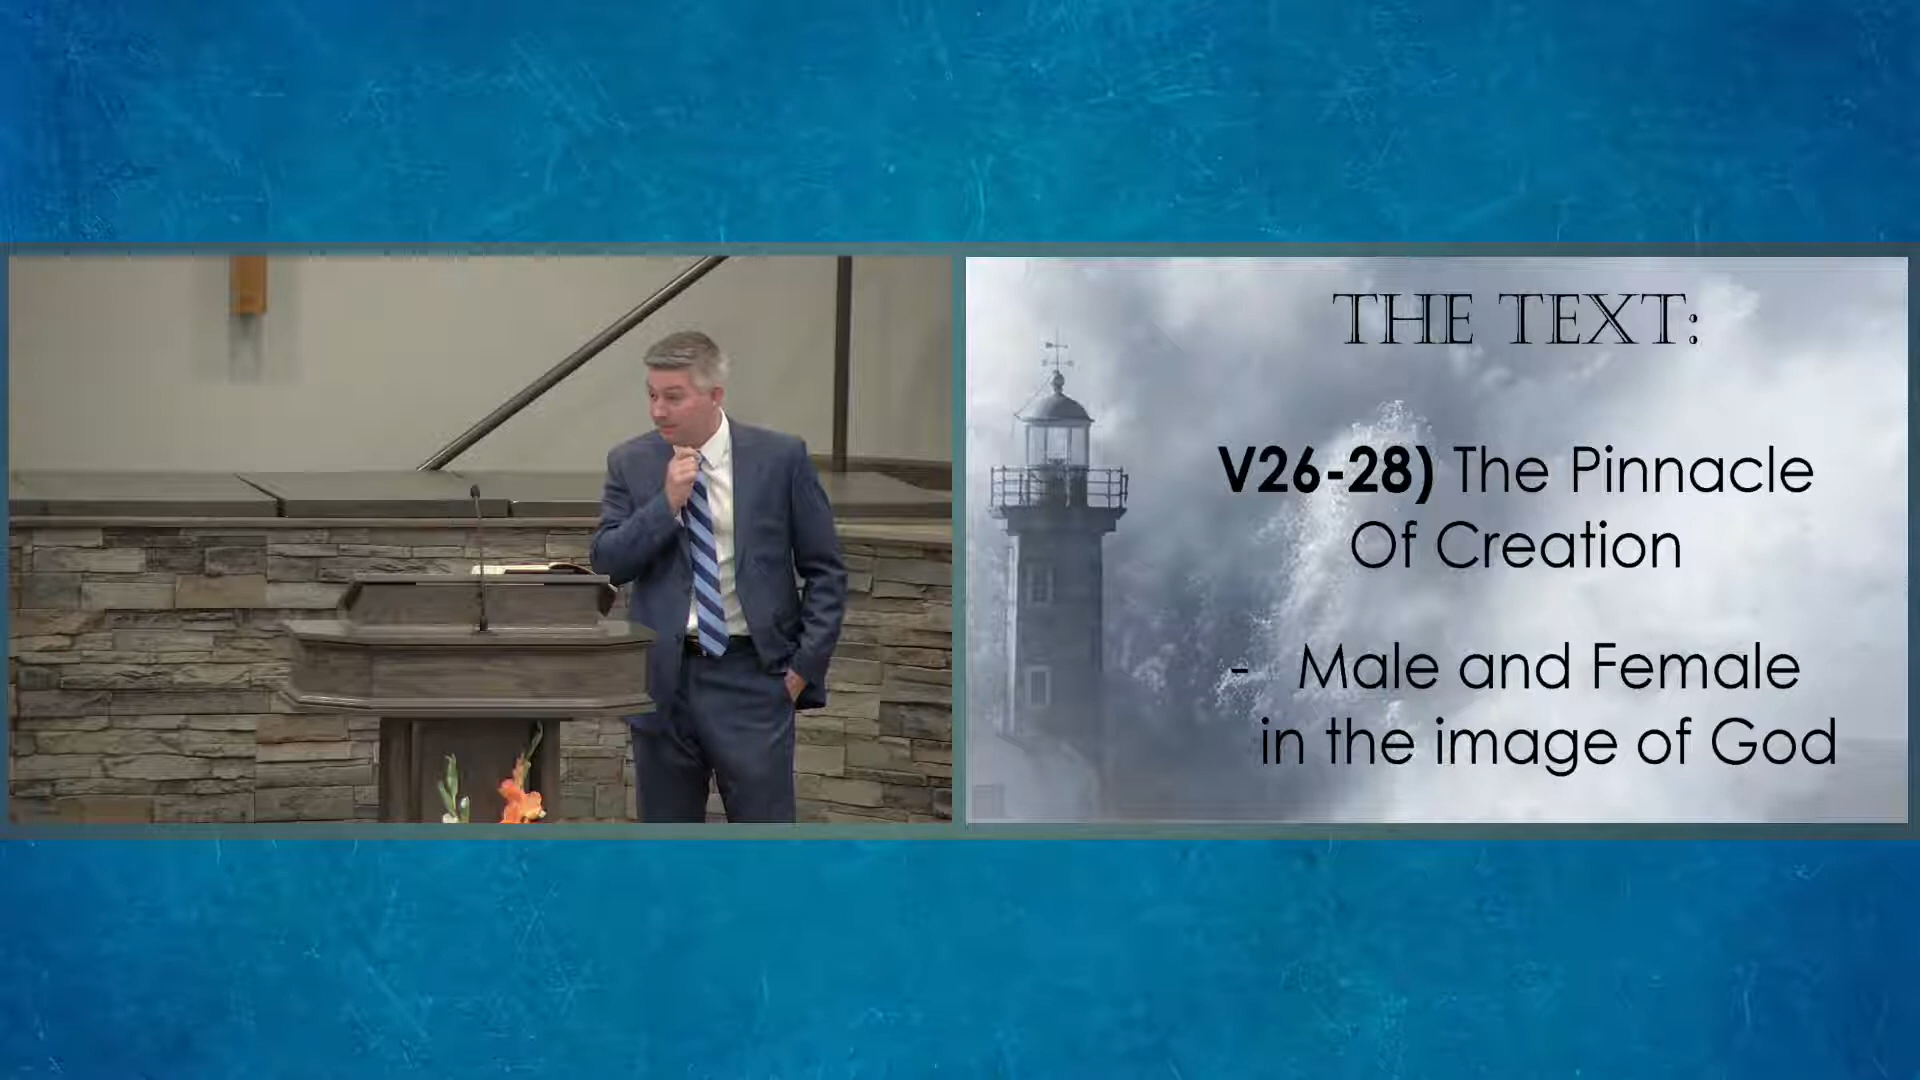 THE TEXT:
V26-28) The Pinnacle
Of Creation
- Male and Female
in the image of God